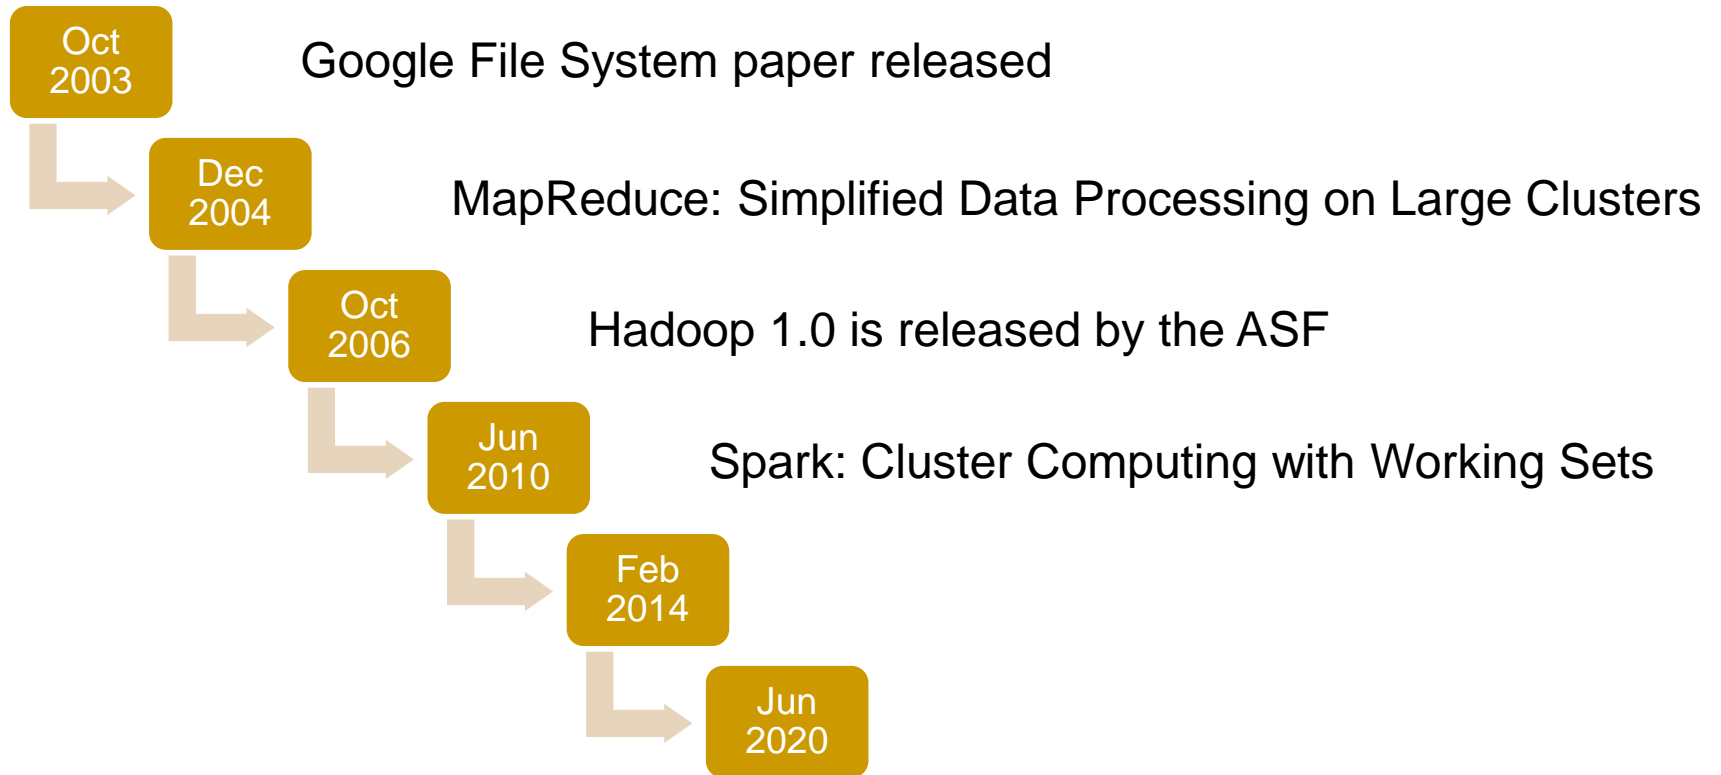 Oct
2003
Google File System paper released
Dec
2004
MapReduce: Simplified Data Processing on Large Clusters
Oct
2006
Hadoop 1.0 is released by the ASF
Jun
2010
Spark: Cluster Computing with Working Sets
Feb
2014
Jun
2020